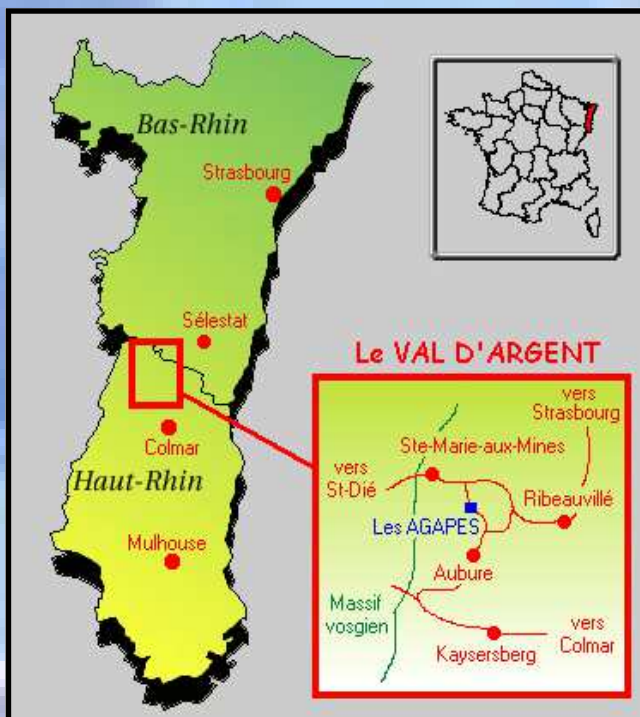 Bas-Rhin
Strasbourg
Sélestat
Colmar
Haut-Rhin
Mulhouse
Le VAL D'ARGENT
vers
Strasbourg
Ste-Marie-aux-Mines
vers
St-Dié
Ribeauvillé
Les AGAPES
Aubure
Massif
vosgien
vers
Colmar
Kaysersberg